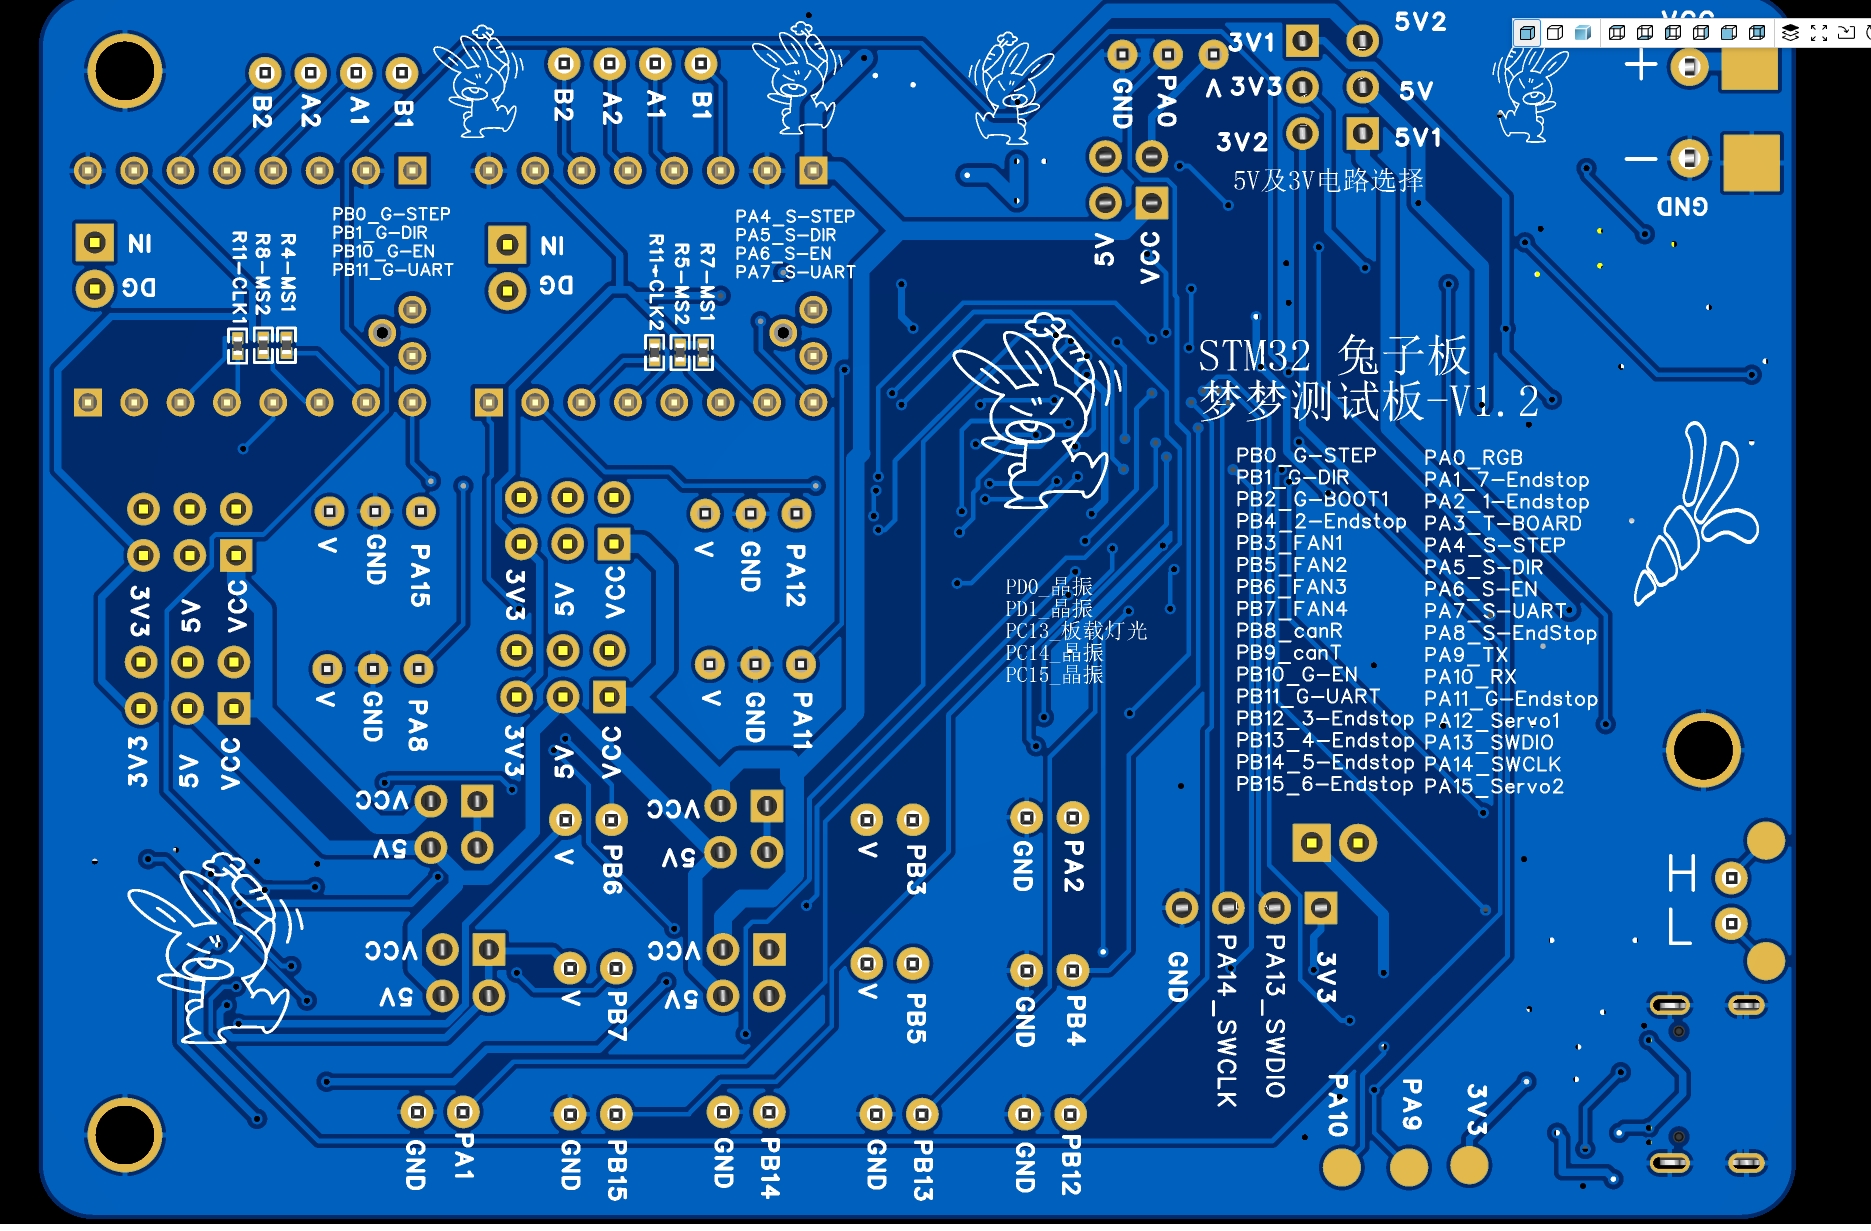 5V2
VCC
3V1
B2
A2
A1
B1
B2
A2
A1
B1
GND
PA0
V
3V3
5V
+
3V2
5V1
−
5V及3V电路选择
GND
5V
VCC
IN
DG
R11-CLK1
R8-MS2
R4-MS1
PB0_G-STEP
PB1_G-DIR
PB10_G-EN
PB11_G-UART
IN
DG
R11-CLK2
R5-MS2
R7-MS1
PA4_S-STEP
PA5_S-DIR
PA6_S-EN
PA7_S-UART
STM32 兔子板
梦梦测试板-V1.2
PB0_G-STEP
PB1_G-DIR
PB2_G-BOOT1
PB4_2-Endstop
PB3_FAN1
PB5_FAN2
PB6_FAN3
PB7_FAN4
PB8_canR
PB9_canT
PB10_G-EN
PB11_G-UART
PB12_3-Endstop
PB13_4-Endstop
PB14_5-Endstop
PB15_6-Endstop
PA0_RGB
PA1_7-Endstop
PA2_1-Endstop
PA3_T-BOARD
PA4_S-STEP
PA5_S-DIR
PA6_S-EN
PA7_S-UART
PA8_S-EndStop
PA9_TX
PA10_RX
PA11_G-Endstop
PA12_Servo1
PA13_SWDIO
PA14_SWCLK
PA15_Servo2
PD0_晶振
PD1_晶振
PC13_板载灯光
PC14_晶振
PC15_晶振
V
GND
PA15
V
GND
PA12
3V3
5V
VCC
3V3
5V
VCC
V
GND
PA8
V
GND
PA11
3V3
5V
VCC
3V3
5V
VCC
VCC
5V
V
PB6
VCC
5V
V
PB3
GND
PA2
H
L
VCC
5V
V
PB7
VCC
5V
V
PB5
GND
PB4
GND
PA14_SWCLK
PA13_SWDIO
3V3
PA10
PA9
3V3
GND
PA1
GND
PB15
GND
PB14
GND
PB13
GND
PB12